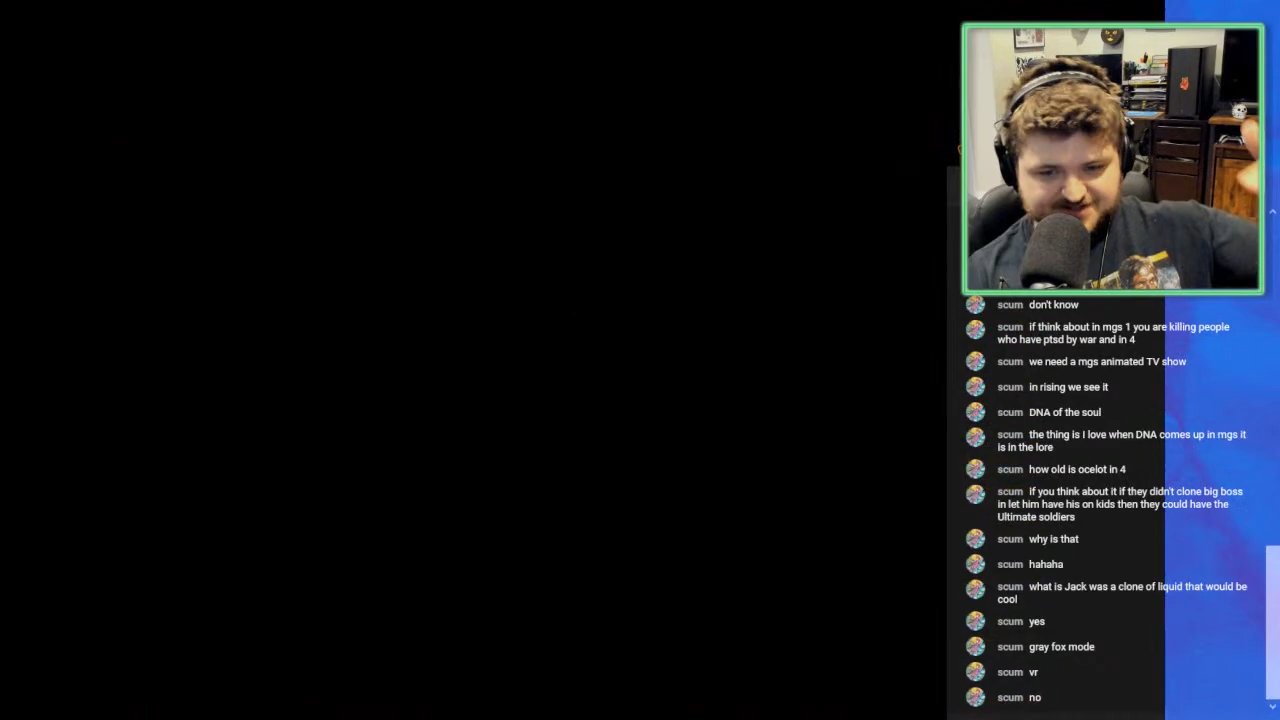 scum don't know
scum if think about in mgs 1 you are killing people
who have ptsd by war and in 4
scum we need a mgs animated TV show
scum in rising we see it
scum DNA of the soul
scum the thing is I love when DNA comes up in mgs it
is in the lore
scum how old is ocelot in 4
scum if you think about it if they didn't clone big boss
in let him have his on kids then they could have the
Ultimate soldiers
scum why is that
scum hahaha
scum what is Jack was a clone of liquid that would be
cool
scum yes
scum gray fox mode
scum vr
scum no